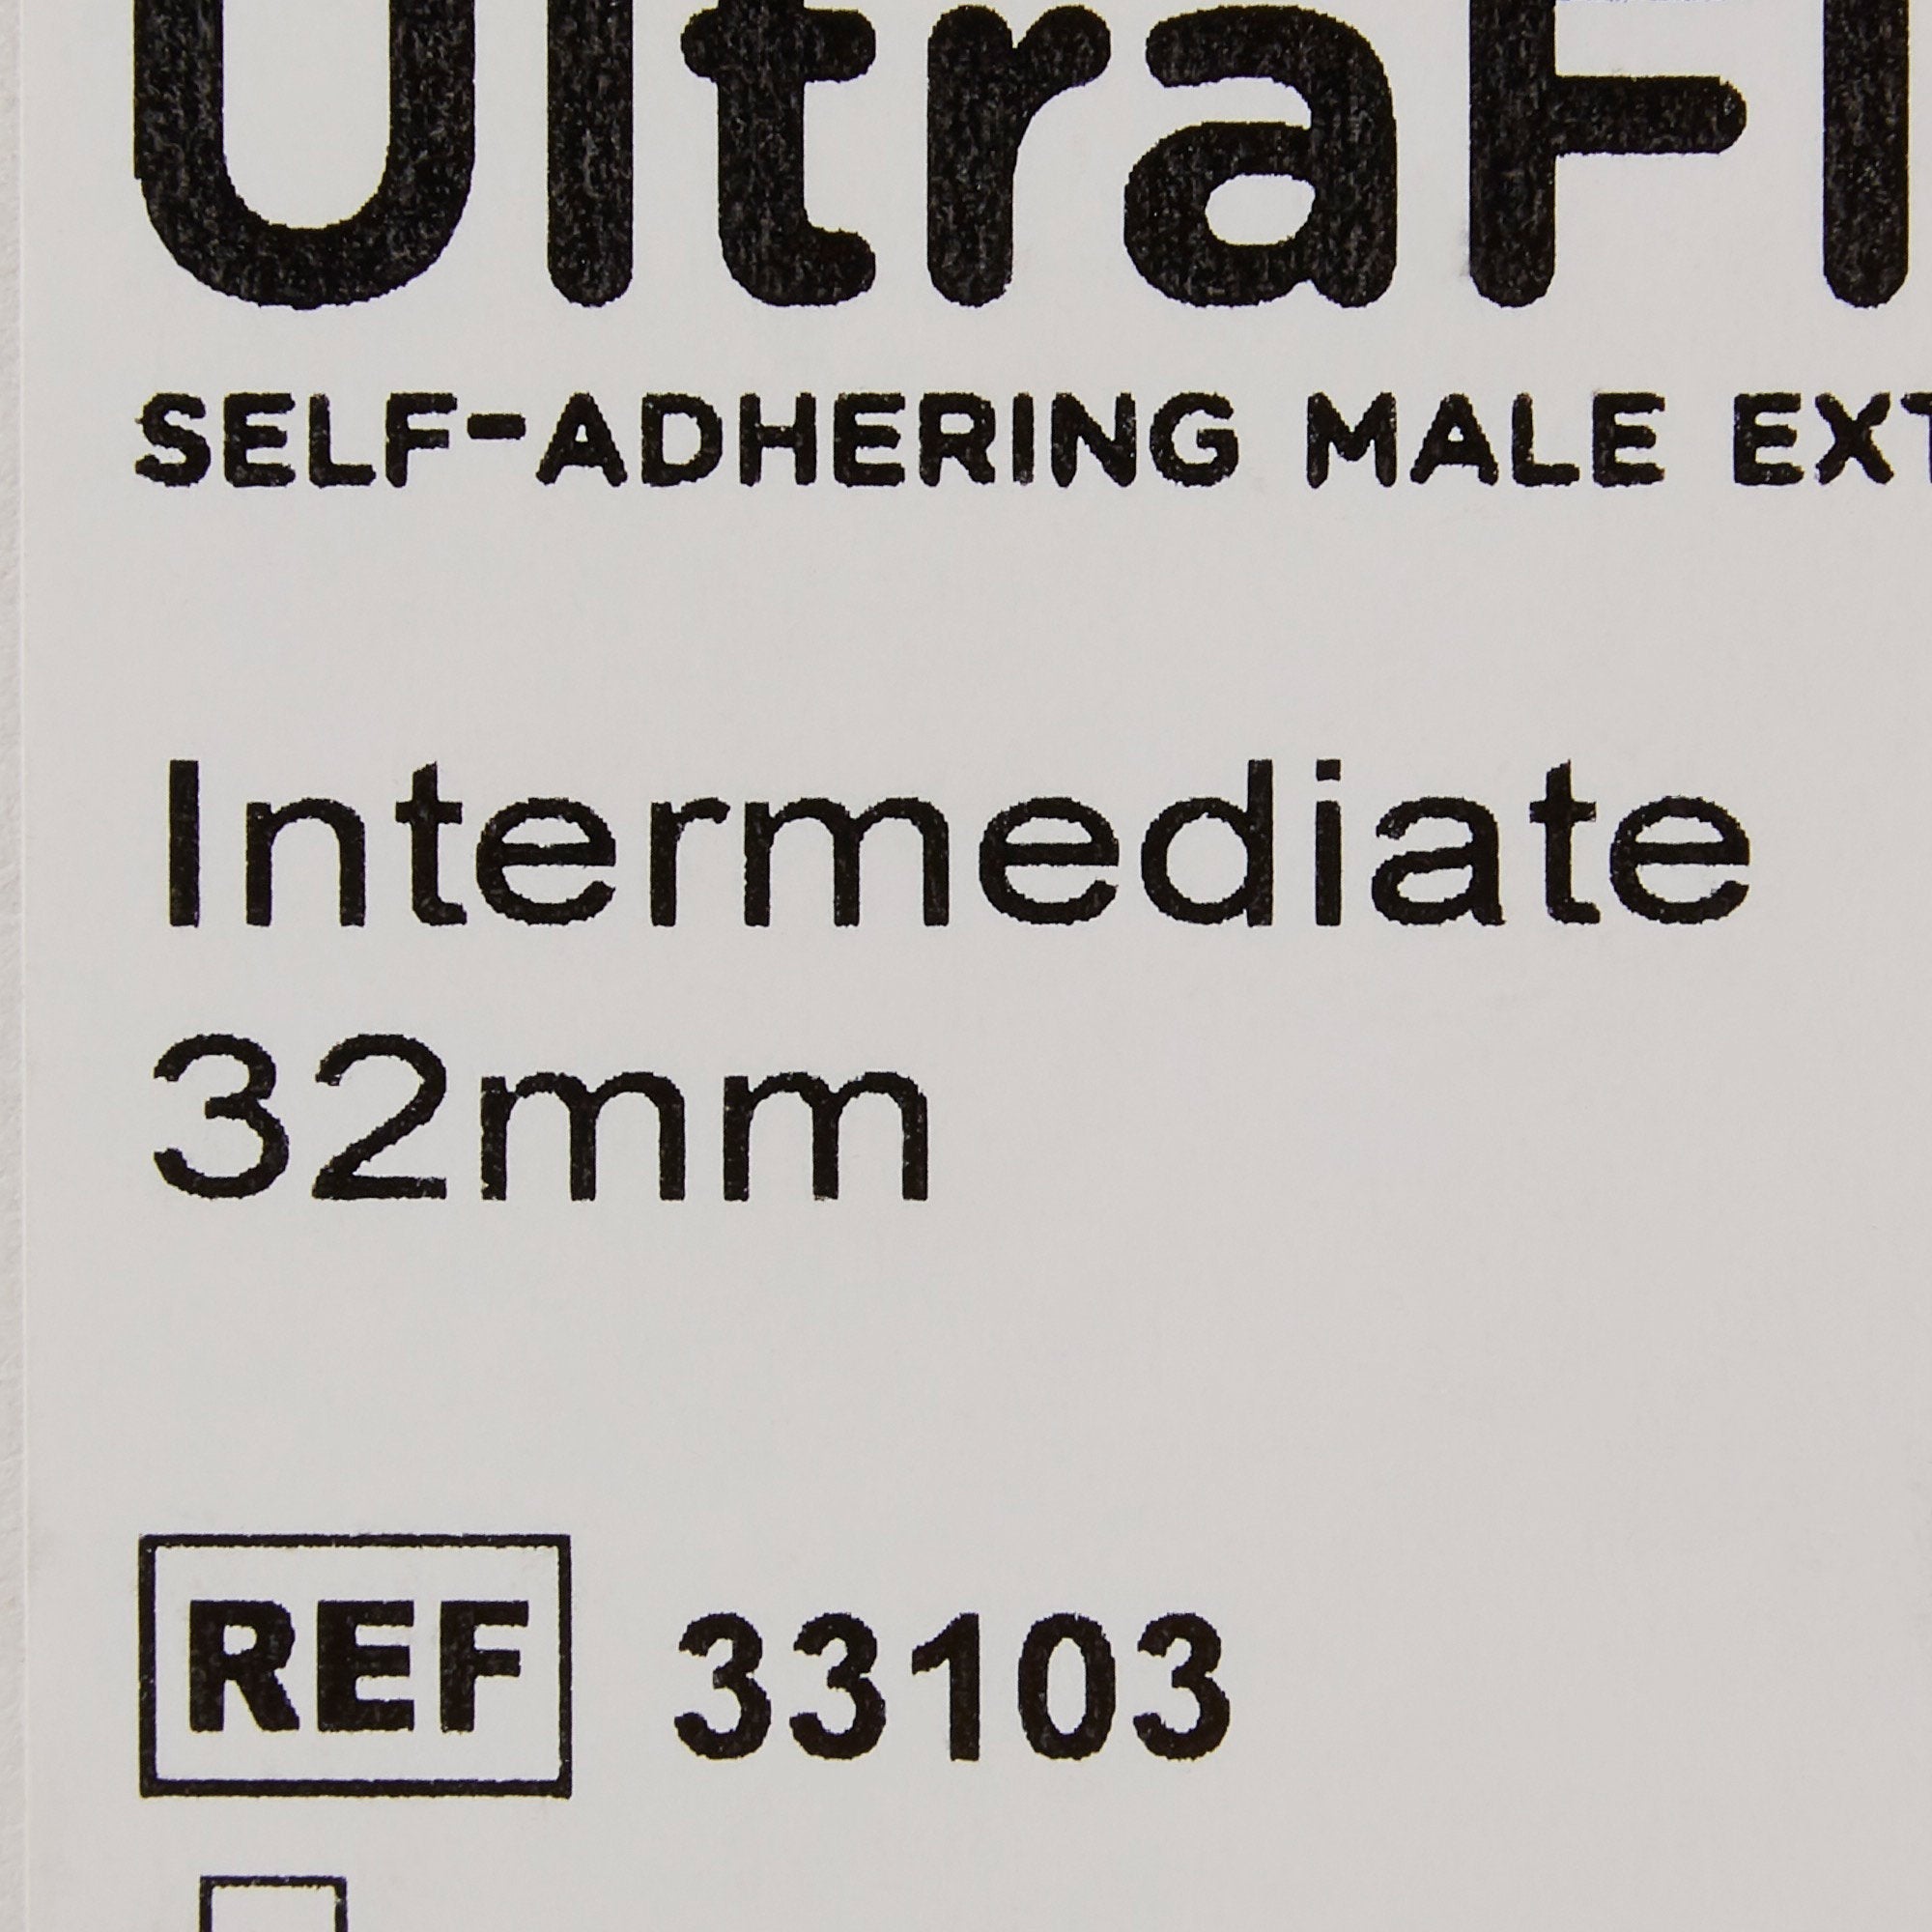 UltraFl
SELF-ADHERING MALE EXT
Intermediate
32mm
REF 33103